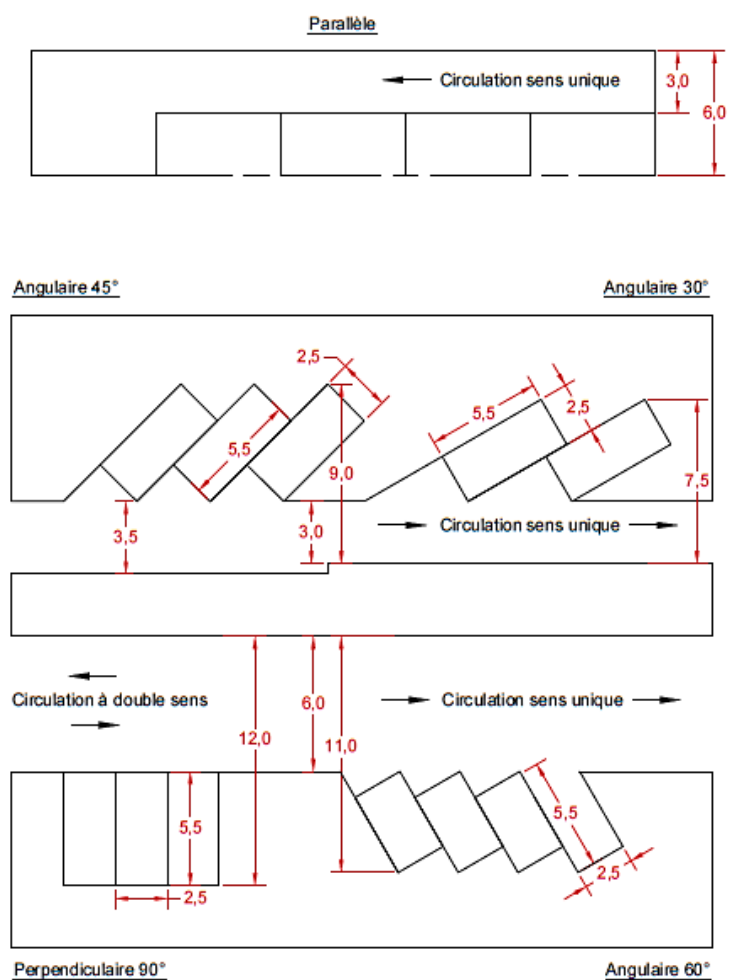 Parallèle
Circulation sens unique
3,0
6,0
Angulaire 45°
Angulaire 30°
2,5
5,5
9,0
5,5
2,5
7,5
3,5
3,0
Circulation sens unique
Circulation à double sens
6,0
Circulation sens unique
12,0
11,0
5,5
2,5
5,5
2,5
Perpendiculaire 90°
Angulaire 60°